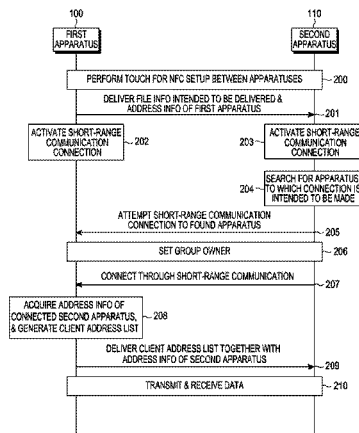 100
110
FIRST
APPARATUS
SECOND
APPARATUS
PERFORM TOUCH FOR NFC SETUP BETWEEN APPARATUSES
200
DELIVER FILE INFO INTENDED TO BE DELIVERED &
ADDRESS INFO OF FIRST APPARATUS
201
ACTIVATE SHORT-RANGE
COMMUNICATION
CONNECTION
202
203
ACTIVATE SHORT-RANGE
COMMUNICATION
CONNECTION
204
SEARCH FOR APPARATUS
TO WHICH CONNECTION IS
INTENDED TO BE MADE
ATTEMPT SHORT-RANGE COMMUNICATION
CONNECTION TO FOUND APPARATUS
205
SET GROUP OWNER
206
CONNECT THROUGH SHORT-RANGE COMMUNICATION
207
ACQUIRE ADDRESS INFO OF
CONNECTED SECOND APPARATUS,
& GENERATE CLIENT ADDRESS LIST
208
DELIVER CLIENT ADDRESS LIST TOGETHER WITH
ADDRESS INFO OF SECOND APPARATUS
209
TRANSMIT & RECEIVE DATA
210